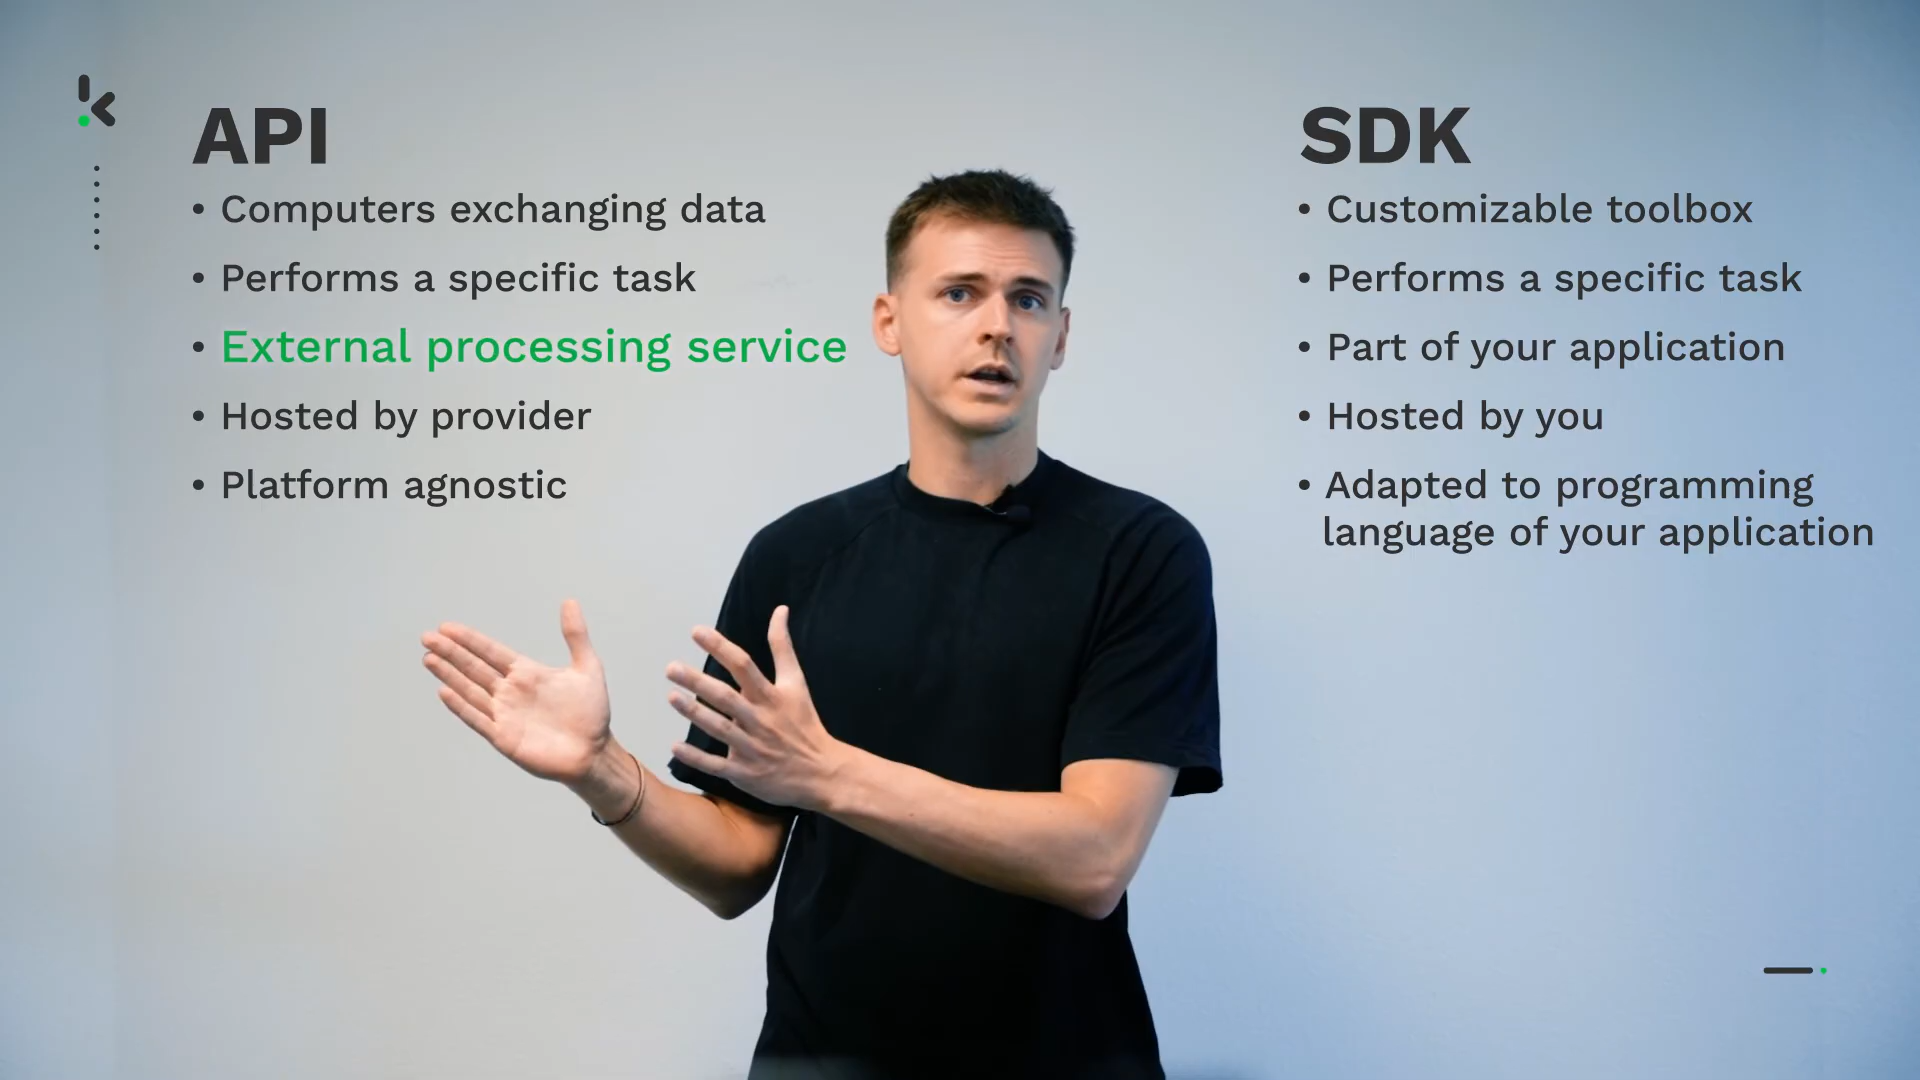 API
• Computers exchanging data
• Performs a specific task
• External processing service
• Hosted by provider
• Platform agnostic
SDK
• Customizable toolbox
• Performs a specific task
• Part of your application
• Hosted by you
• Adapted to programming
language of your application